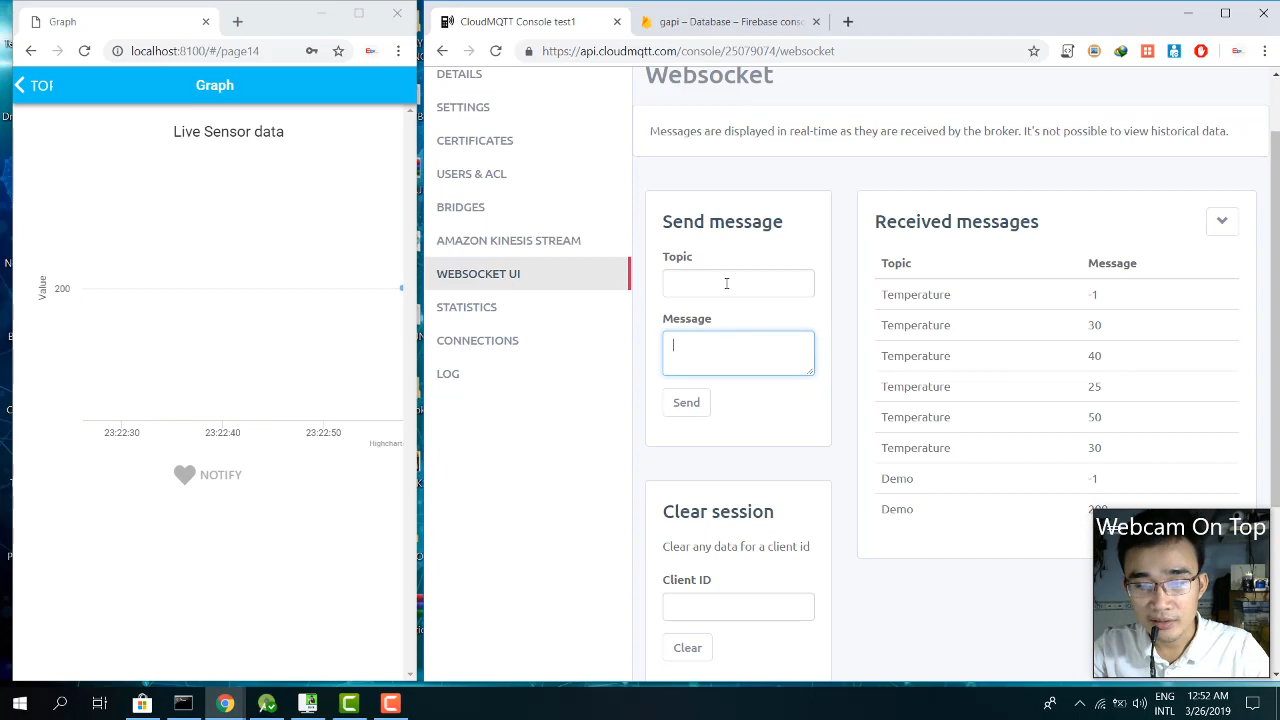 Graph
localhost:8100/#/page14
TOP
Graph
Live Sensor data
Value
200
23:22:30
23:22:40
23:22:50
Highchart
NOTIFY
CloudMQTT Console test1
gapi – Database – Firebase cons
https://api.cloudmqtt.com/console/25079074/websocket
DETAILS
SETTINGS
CERTIFICATES
USERS & ACL
BRIDGES
AMAZON KINESIS STREAM
WEBSOCKET UI
STATISTICS
CONNECTIONS
LOG
Websocket
Messages are displayed in real-time as they are received by the broker. It's not possible to view historical data.
Send message
Topic
Message
Send
Clear session
Clear any data for a client id
Client ID
Clear
Received messages
Topic Message
Temperature -1
Temperature 30
Temperature 40
Temperature 25
Temperature 50
Temperature 30
Demo -1
Demo 200
Webcam On Top
ENG
INTL
12:52 AM
3/26/2019